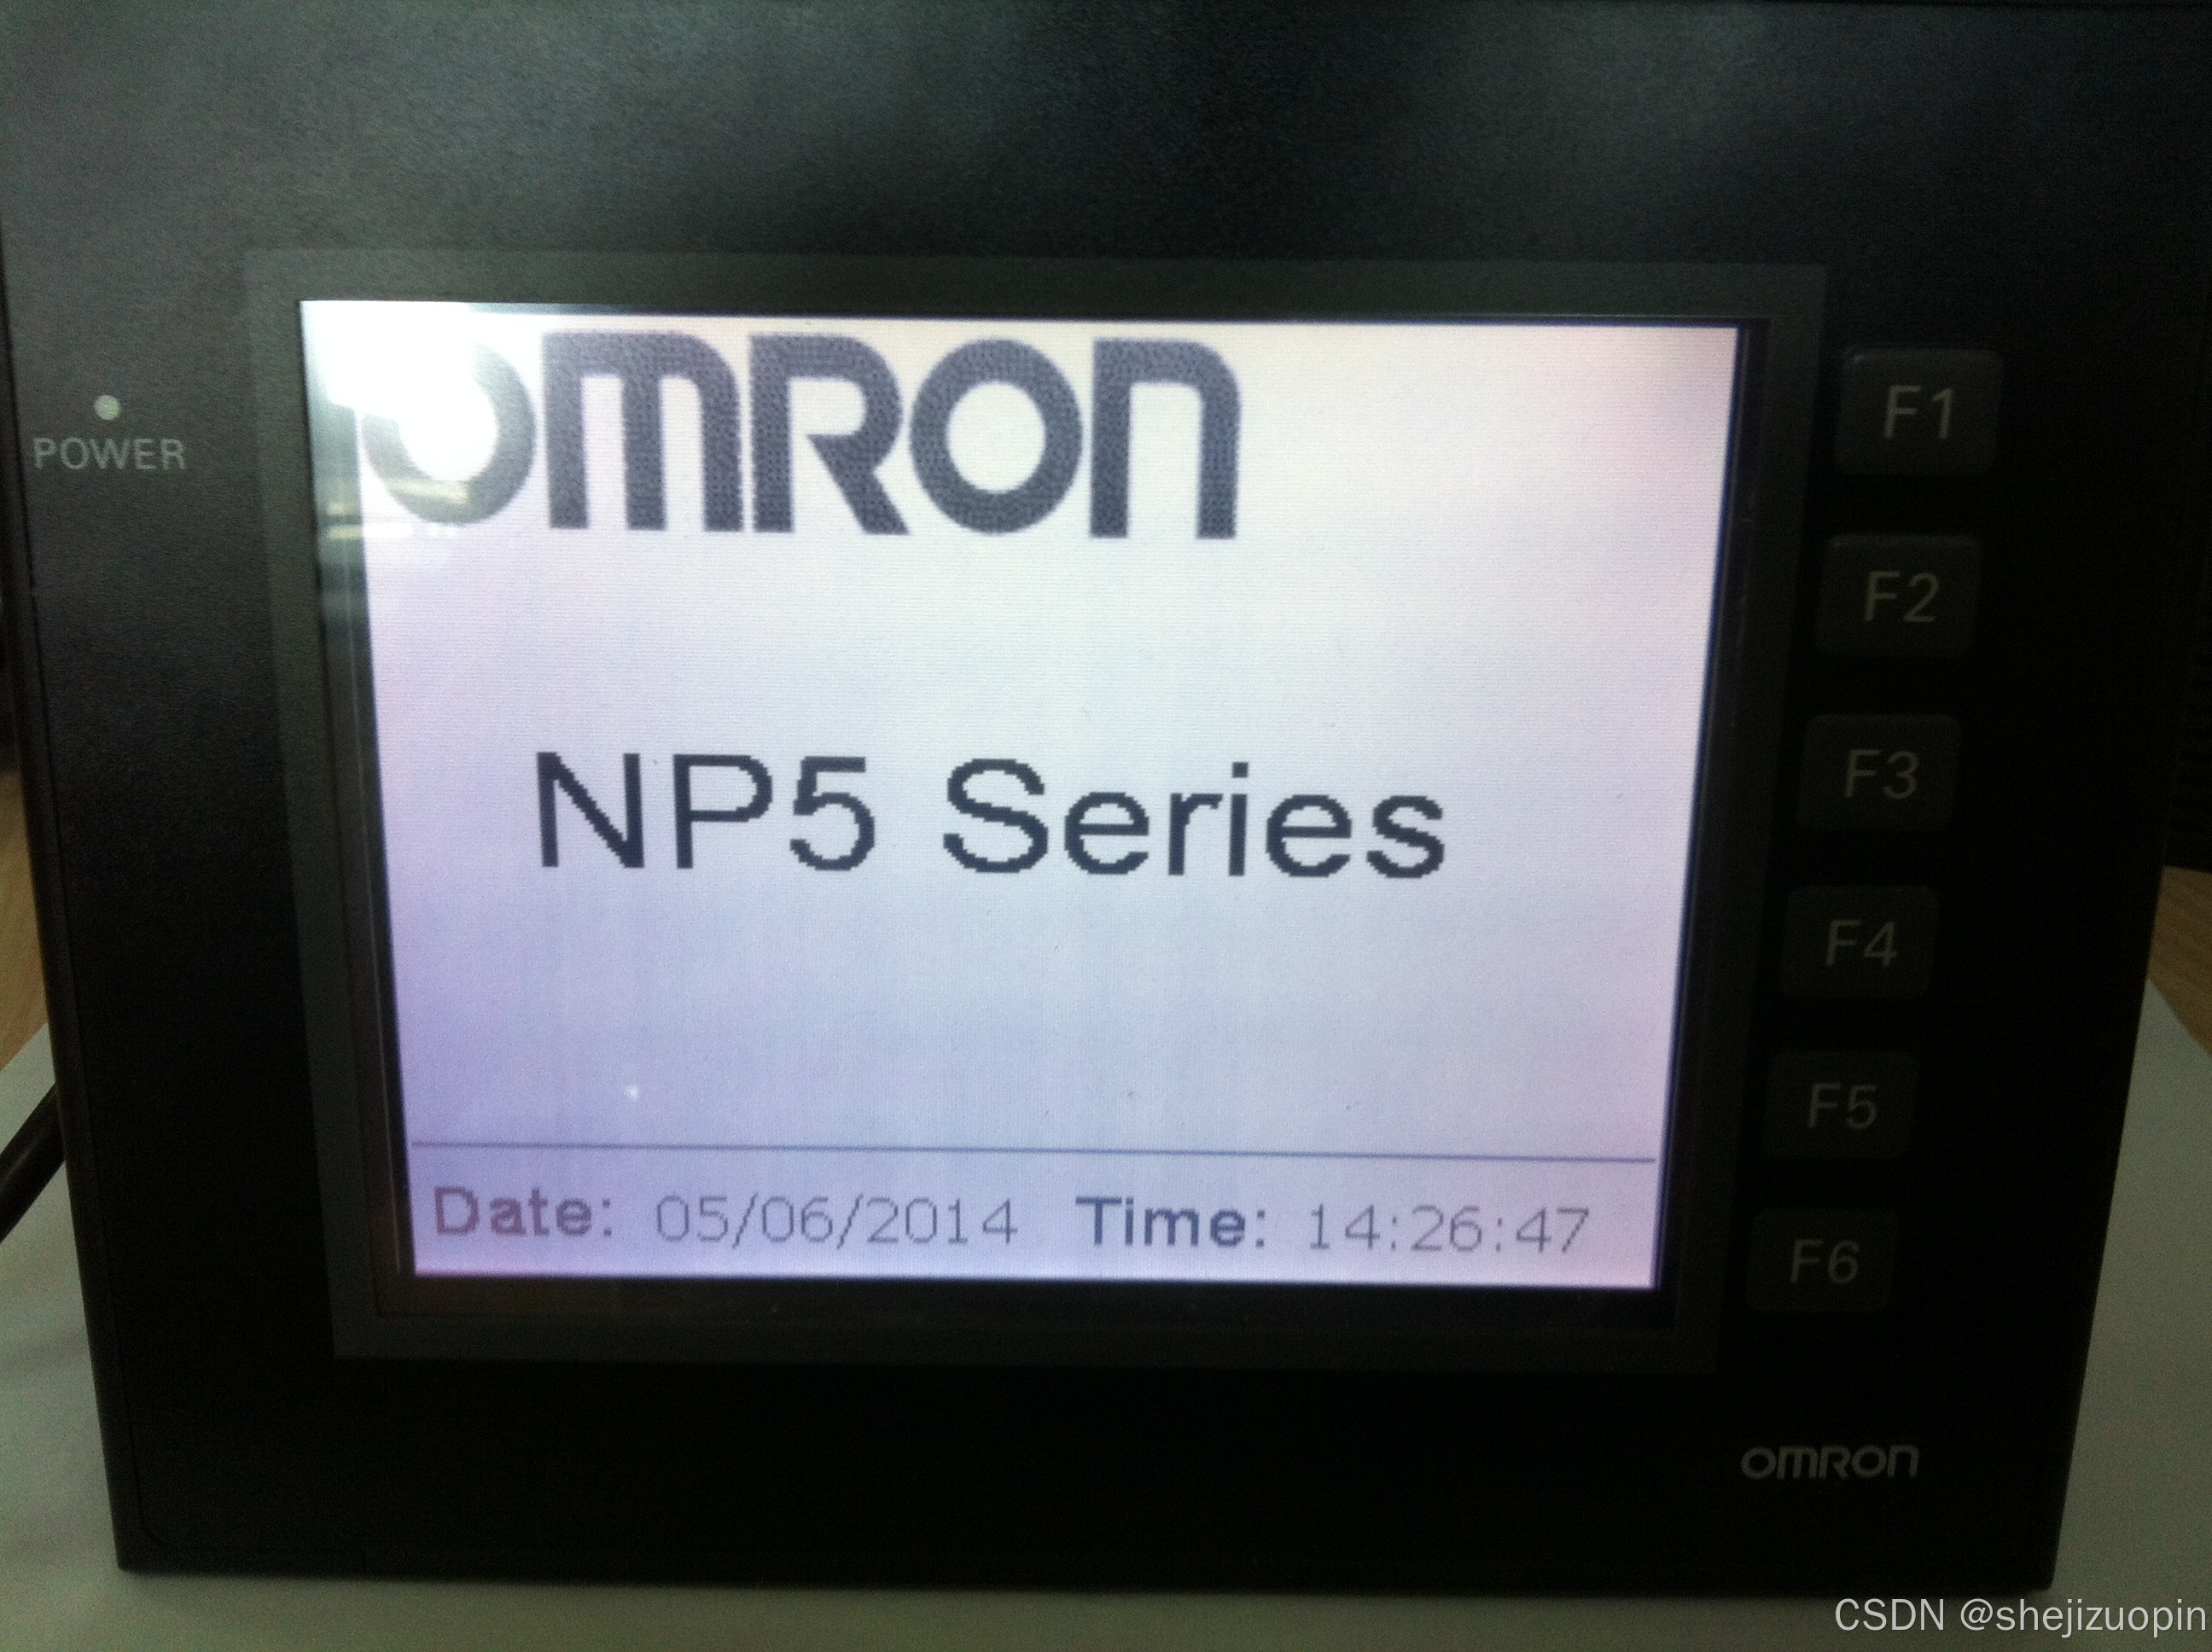 OMRON
POWER
F1
F2
NP5 Series
F3
F4
F5
Date: 05/06/2014 Time: 14:26:47
F6
OMRON
CSDN @shejizuopin